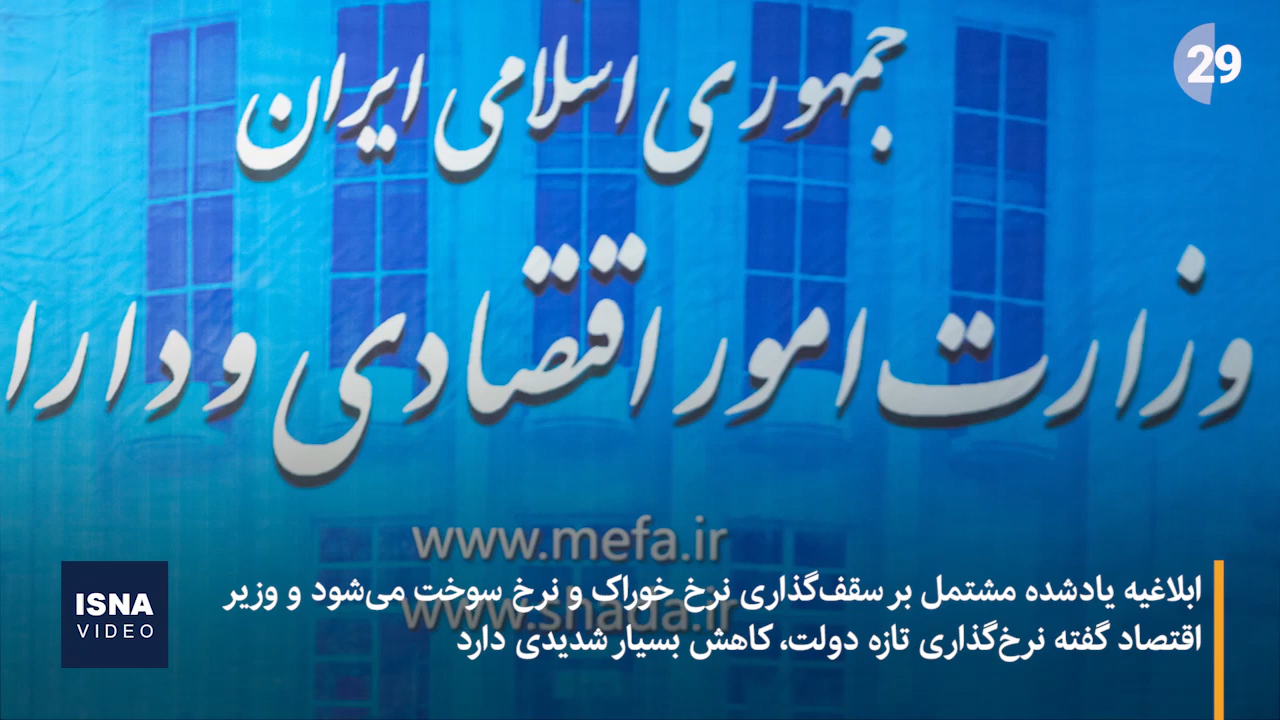 29
جمهوری اسلامی ایران
وزارت امور اقتصادی و دارا
www.mefa.ir
www.shada.ir
ابلاغیه یادشده مشتمل بر سقف‌گذاری نرخ خوراک و نرخ سوخت می‌شود و وزیر
اقتصاد گفته نرخ‌گذاری تازه دولت، کاهش بسیار شدیدی دارد
ISNA
VIDEO